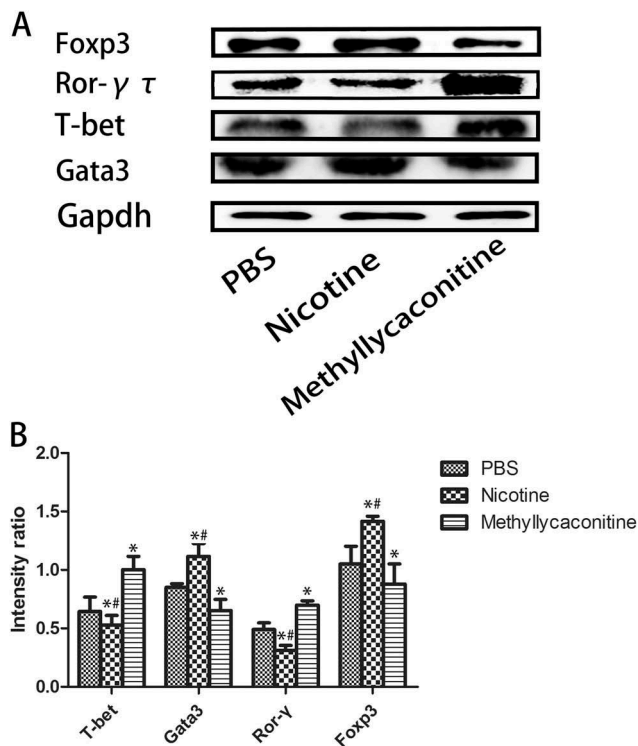 A
Foxp3
Ror-γ τ
T-bet
Gata3
Gapdh
PBS
Nicotine
Methyllycaconitine
B
Intensity ratio
2.0
1.5
1.0
0.5
0.0
*#
*
*#
*
*#
*
*#
*
T-bet
Gata3
Ror-γ
Foxp3
PBS
Nicotine
Methyllycaconitine